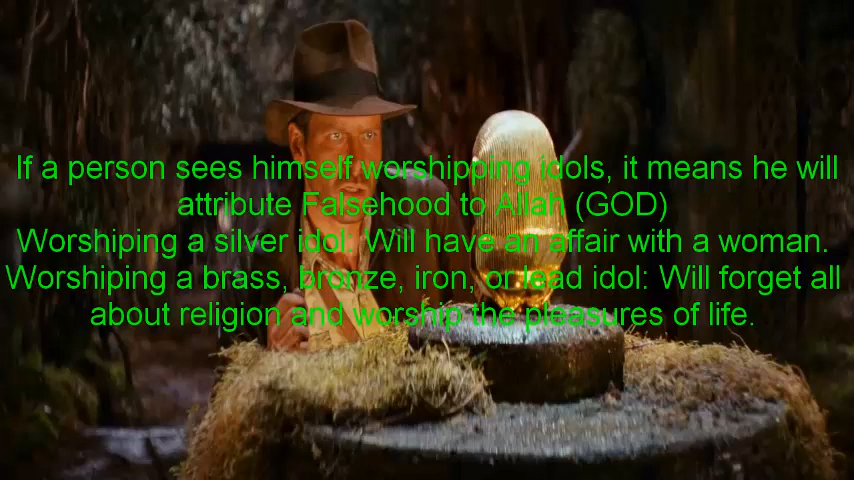 If a person sees himself worshipping idols, it means he will
attribute Falsehood to Allah (GOD)
Worshiping a silver idol: Will have an affair with a woman.
Worshiping a brass, bronze, iron, or lead idol: Will forget all
about religion and worship the pleasures of life.